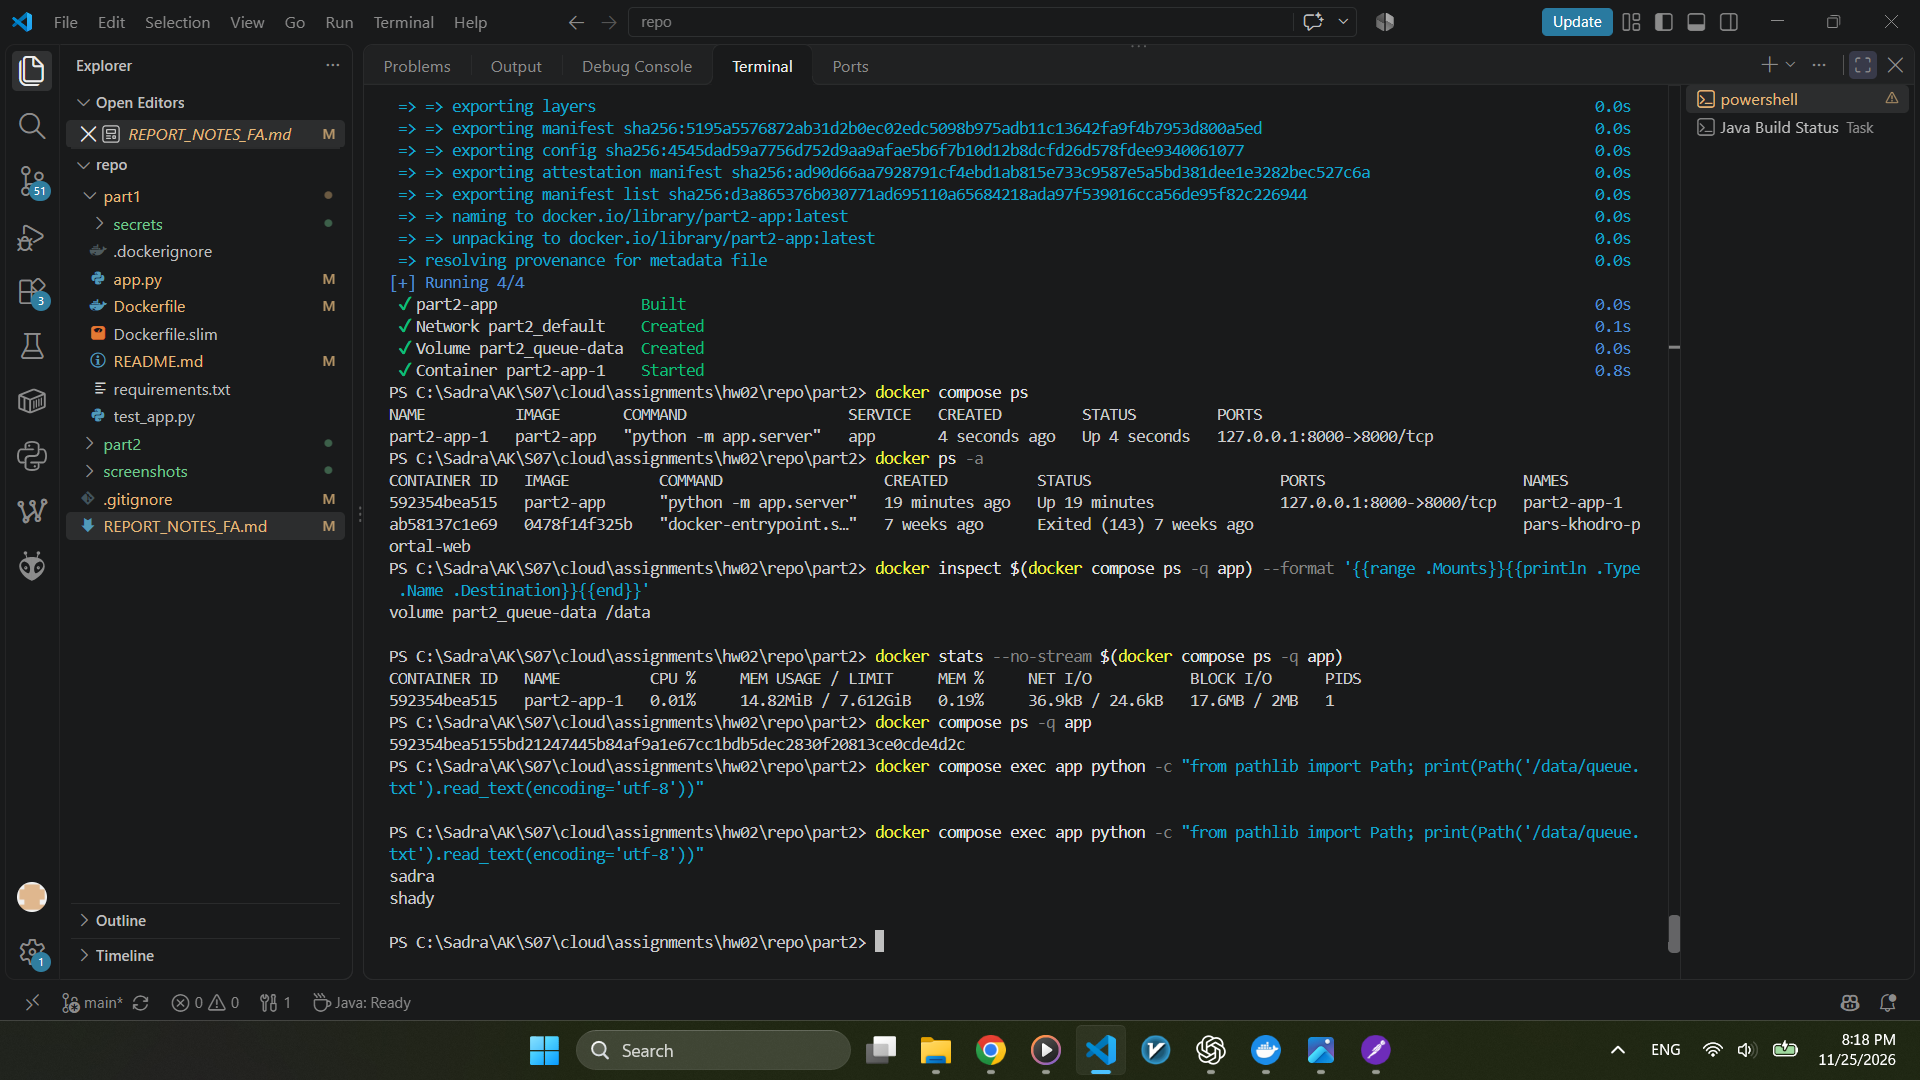 File Edit Selection View Go Run Terminal Help
repo
Update
Explorer
Open Editors
REPORT_NOTES_FA.md M
repo
part1
secrets
.dockerignore
app.py M
Dockerfile M
Dockerfile.slim
README.md M
requirements.txt
test_app.py
part2
screenshots
.gitignore M
REPORT_NOTES_FA.md M
Outline
Timeline
51
3
1
Problems Output Debug Console Terminal Ports
powershell
Java Build Status Task
=> => exporting layers 0.0s
=> => exporting manifest sha256:5195a5576872ab31d2b0ec02edc5098b975adb11c13642fa9f4b7953d800a5ed 0.0s
=> => exporting config sha256:4545dad59a7756d752d9aa9afae5b6f7b10d12b8dcfd26d578fdee9340061077 0.0s
=> => exporting attestation manifest sha256:ad90d66aa7928791cf4ebd1ab815e733c9587e5a5bd381dee1e3282bec527c6a 0.0s
=> => exporting manifest list sha256:d3a865376b030771ad695110a65684218ada97f539016cca56de95f82c226944 0.0s
=> => naming to docker.io/library/part2-app:latest 0.0s
=> => unpacking to docker.io/library/part2-app:latest 0.0s
=> resolving provenance for metadata file 0.0s
[+] Running 4/4
✔ part2-app Built 0.0s
✔ Network part2_default Created 0.1s
✔ Volume part2_queue-data Created 0.0s
✔ Container part2-app-1 Started 0.8s
PS C:\Sadra\AK\S07\cloud\assignments\hw02\repo\part2> docker compose ps
NAME IMAGE COMMAND SERVICE CREATED STATUS PORTS
part2-app-1 part2-app "python -m app.server" app 4 seconds ago Up 4 seconds 127.0.0.1:8000->8000/tcp
PS C:\Sadra\AK\S07\cloud\assignments\hw02\repo\part2> docker ps -a
CONTAINER ID IMAGE COMMAND CREATED STATUS PORTS NAMES
592354bea515 part2-app "python -m app.server" 19 minutes ago Up 19 minutes 127.0.0.1:8000->8000/tcp part2-app-1
ab58137c1e69 0478f14f325b "docker-entrypoint.s…" 7 weeks ago Exited (143) 7 weeks ago pars-khodro-p
ortal-web
PS C:\Sadra\AK\S07\cloud\assignments\hw02\repo\part2> docker inspect $(docker compose ps -q app) --format '{{range .Mounts}}{{println .Type
.Name .Destination}}{{end}}'
volume part2_queue-data /data
PS C:\Sadra\AK\S07\cloud\assignments\hw02\repo\part2> docker stats --no-stream $(docker compose ps -q app)
CONTAINER ID NAME CPU % MEM USAGE / LIMIT MEM % NET I/O BLOCK I/O PIDS
592354bea515 part2-app-1 0.01% 14.82MiB / 7.612GiB 0.19% 36.9kB / 24.6kB 17.6MB / 2MB 1
PS C:\Sadra\AK\S07\cloud\assignments\hw02\repo\part2> docker compose ps -q app
592354bea5155bd21247445b84af9a1e67cc1bdb5dec2830f20813ce0cde4d2c
PS C:\Sadra\AK\S07\cloud\assignments\hw02\repo\part2> docker compose exec app python -c "from pathlib import Path; print(Path('/data/queue.
txt').read_text(encoding='utf-8'))"
PS C:\Sadra\AK\S07\cloud\assignments\hw02\repo\part2> docker compose exec app python -c "from pathlib import Path; print(Path('/data/queue.
txt').read_text(encoding='utf-8'))"
sadra
shady
PS C:\Sadra\AK\S07\cloud\assignments\hw02\repo\part2>
main* 0 0 1 Java: Ready
Search
ENG
8:18 PM
11/25/2026